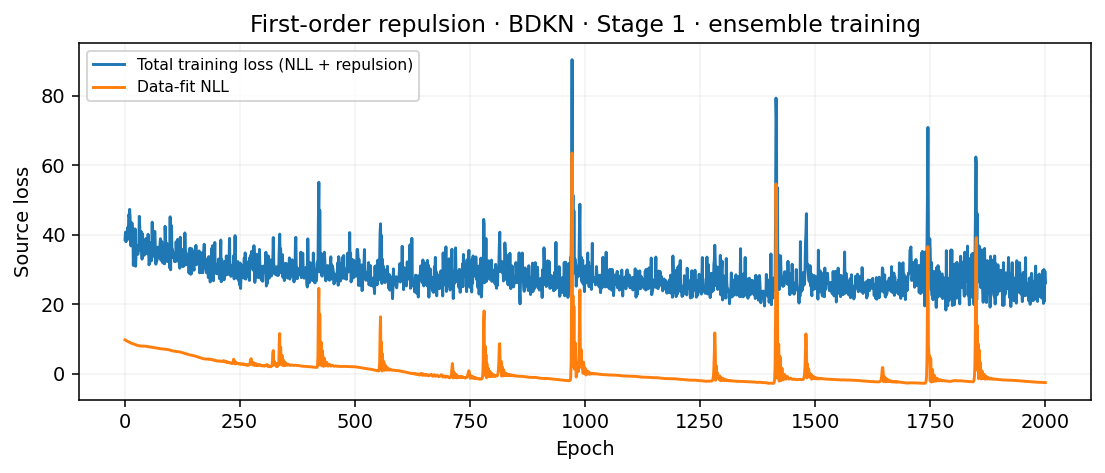 First-order repulsion · BDKN · Stage 1 · ensemble training
Total training loss (NLL + repulsion)
Data-fit NLL
Source loss
80
60
40
20
0
0 250 500 750 1000 1250 1500 1750 2000
Epoch